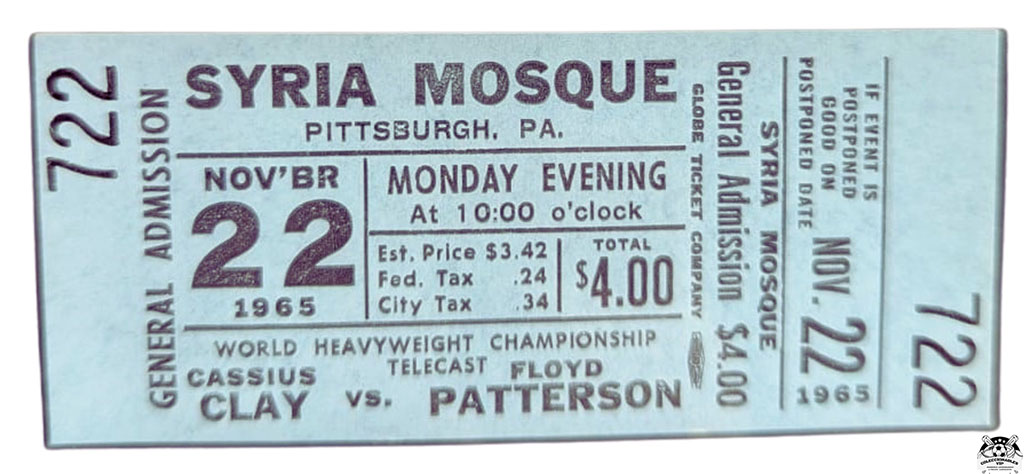 722
GENERAL ADMISSION
SYRIA MOSQUE
PITTSBURGH, PA.
NOV'BR
22
1965
MONDAY EVENING
At 10:00 o'clock
Est. Price $3.42
Fed. Tax .24
City Tax .34
TOTAL
$4.00
WORLD HEAVYWEIGHT CHAMPIONSHIP
TELECAST
CASSIUS
CLAY
vs.
FLOYD
PATTERSON
GLOBE TICKET COMPANY
General Admission $4.00
SYRIA MOSQUE
IF EVENT IS
POSTPONED
GOOD ON
POSTPONED DATE
NOV. 22
1965
722